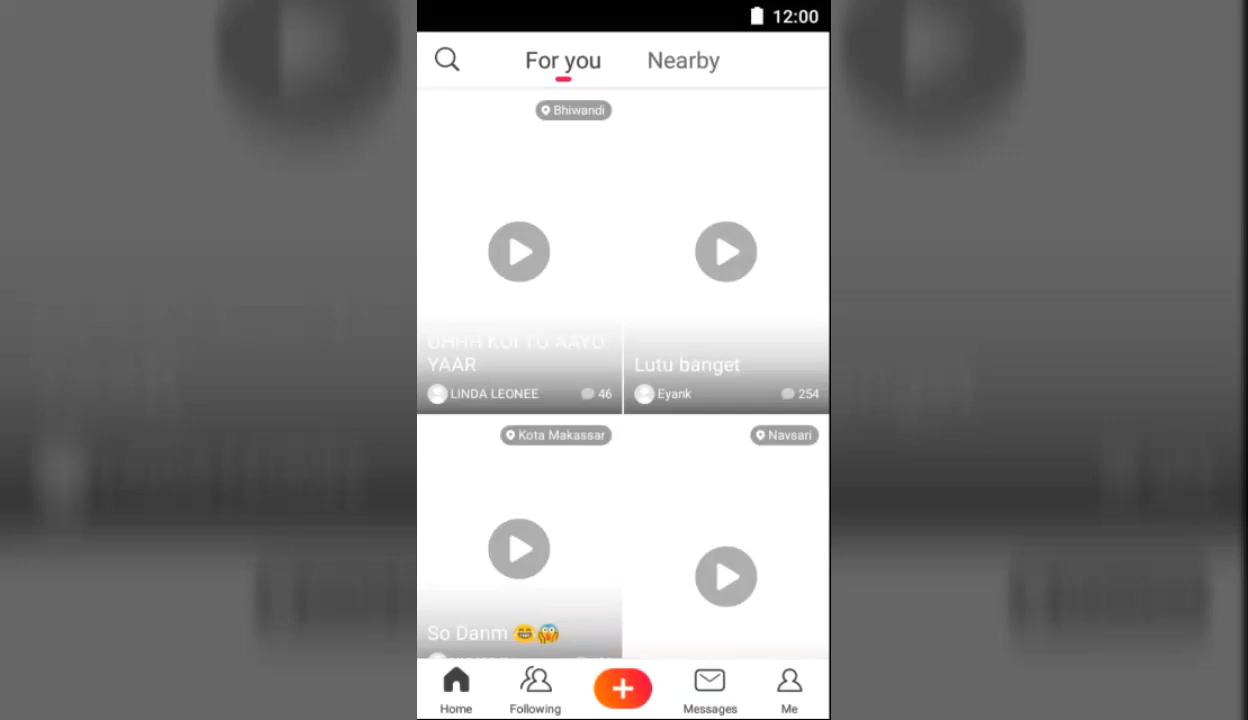 12:00
For you
Nearby
Bhiwandi
UHHH KOI TO AAYO
YAAR
LINDA LEONEE
46
Lutu banget
Eyank
254
Kota Makassar
Navsari
So Danm 😂😱
Home
Following
Messages
Me